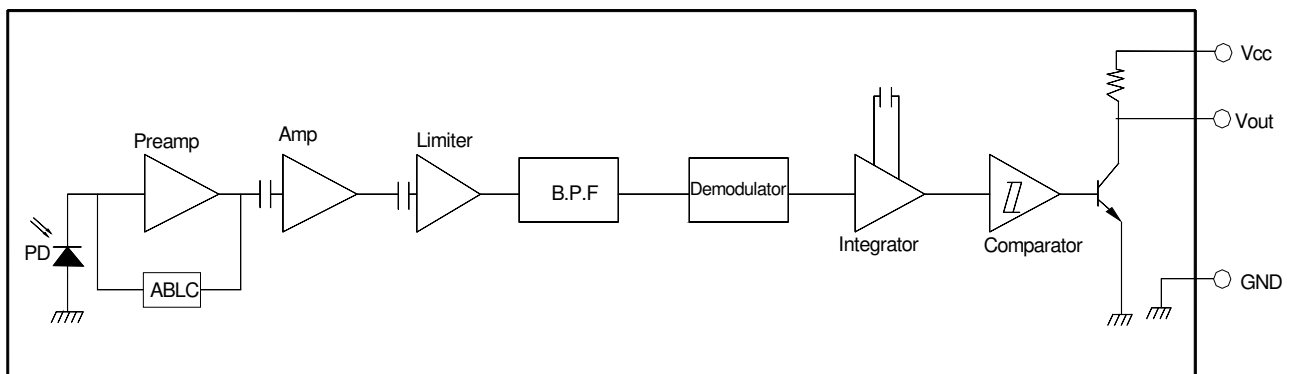 Vcc
Vout
Preamp
Amp
Limiter
B.P.F
Demodulator
Integrator
Comparator
PD
ABLC
GND